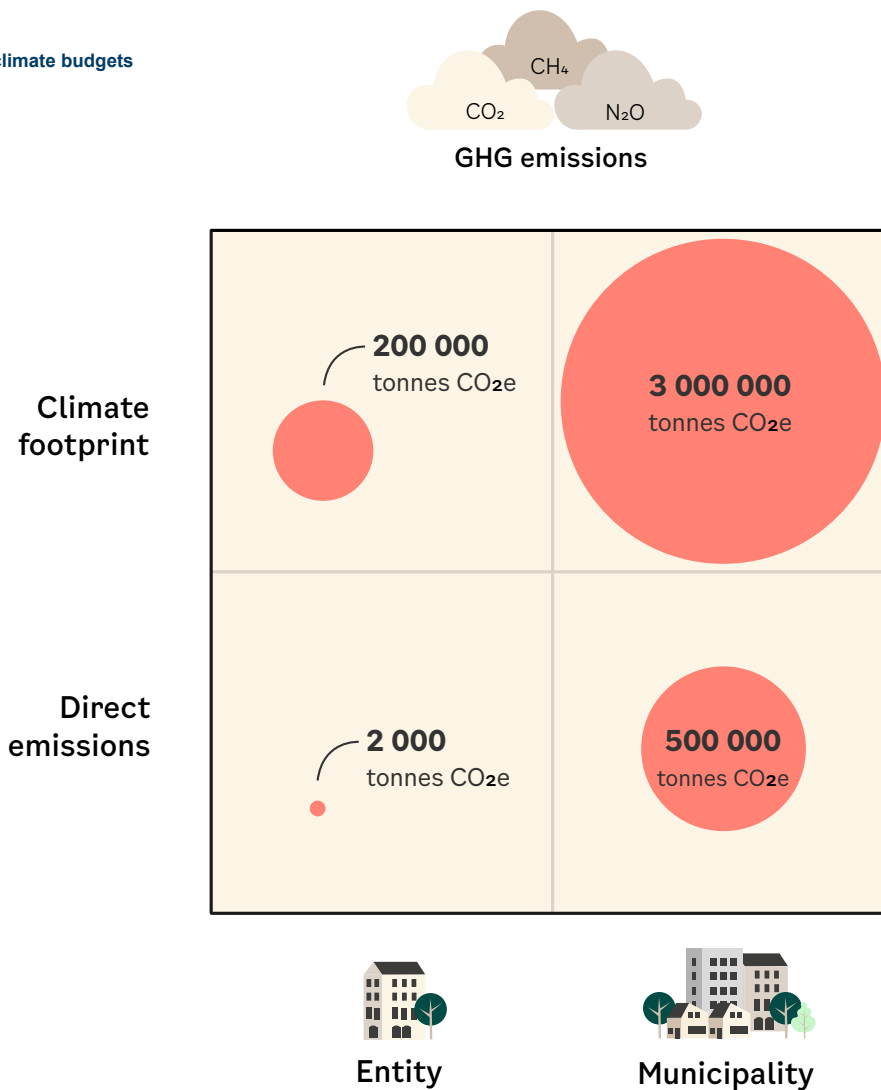 climate budgets
CH₄
CO₂
N₂O
GHG emissions
200 000
tonnes CO₂e
3 000 000
tonnes CO₂e
Climate
footprint
2 000
tonnes CO₂e
500 000
tonnes CO₂e
Direct
emissions
Entity
Municipality